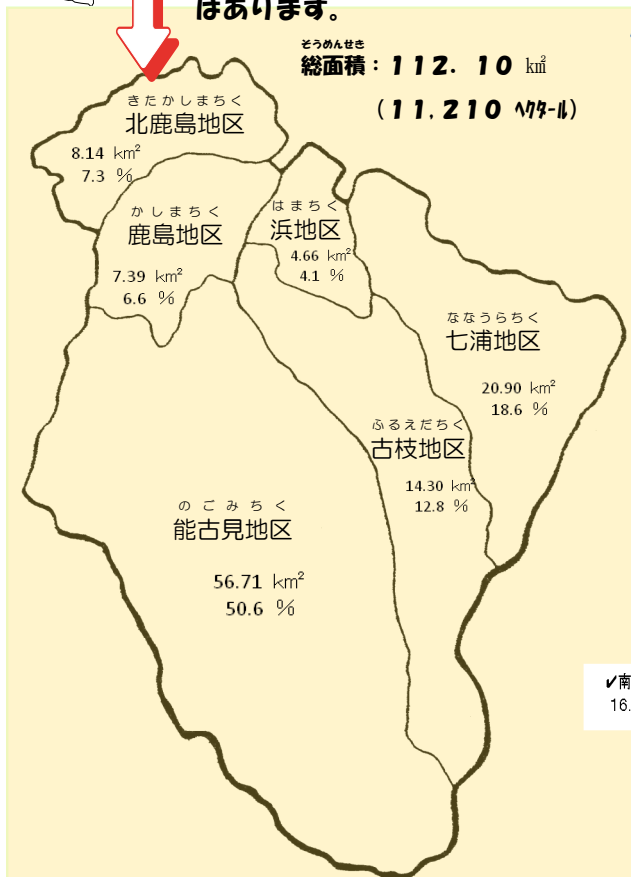 はあります。
そうめんせき
総面積：112．10 ㎢
（11,210 ﾍｸﾀｰﾙ）
きたかしまちく
北鹿島地区
8.14 km²
7.3 %
かしまちく
鹿島地区
7.39 km²
6.6 %
はまちく
浜地区
4.66 km²
4.1 %
ななうらちく
七浦地区
20.90 km²
18.6 %
ふるえだちく
古枝地区
14.30 km²
12.8 %
のごみちく
能古見地区
56.71 km²
50.6 %
✔南
16.